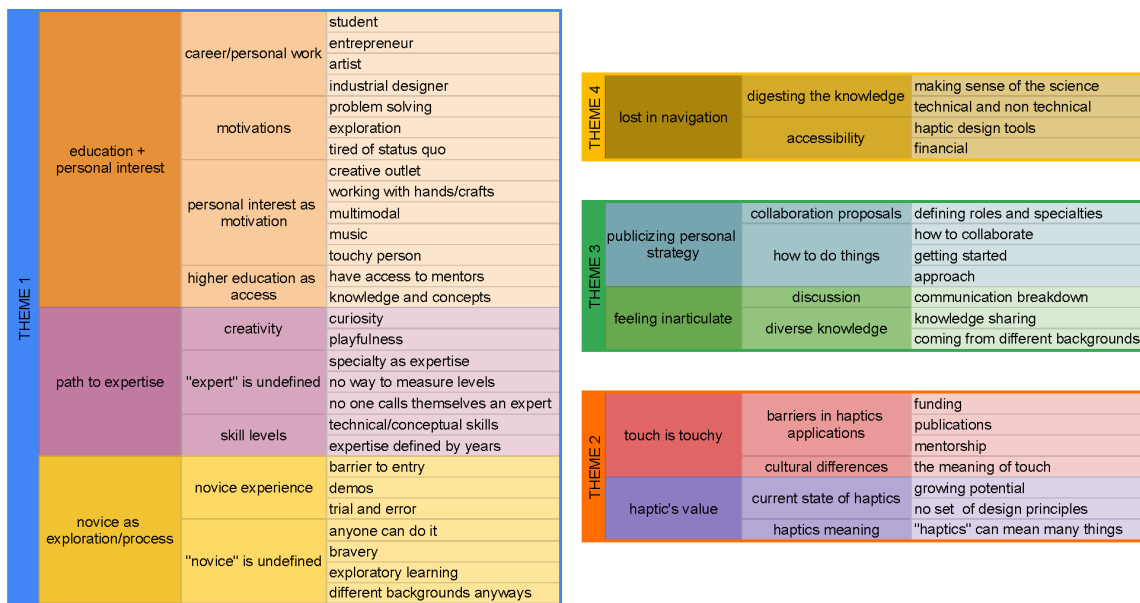 THEME 1
education +
personal interest
career/personal work
student
entrepreneur
artist
industrial designer
motivations
problem solving
exploration
tired of status quo
personal interest as
motivation
creative outlet
working with hands/crafts
multimodal
music
touchy person
higher education as
access
have access to mentors
knowledge and concepts
path to expertise
creativity
curiosity
playfulness
"expert" is undefined
specialty as expertise
no way to measure levels
no one calls themselves an expert
skill levels
technical/conceptual skills
expertise defined by years
novice as
exploration/process
novice experience
barrier to entry
demos
trial and error
"novice" is undefined
anyone can do it
bravery
exploratory learning
different backgrounds anyways
THEME 4
lost in navigation
digesting the knowledge
making sense of the science
technical and non technical
accessibility
haptic design tools
financial
THEME 3
publicizing personal
strategy
collaboration proposals
defining roles and specialties
how to do things
how to collaborate
getting started
approach
feeling inarticulate
discussion
communication breakdown
diverse knowledge
knowledge sharing
coming from different backgrounds
THEME 2
touch is touchy
barriers in haptics
applications
funding
publications
mentorship
cultural differences
the meaning of touch
haptic's value
current state of haptics
growing potential
no set of design principles
haptics meaning
"haptics" can mean many things